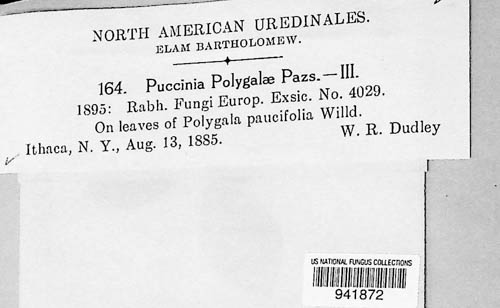 NORTH AMERICAN UREDINALES.
ELAM BARTHOLOMEW.
164. Puccinia Polygalæ Pazs.—III.
1895: Rabh. Fungi Europ. Exsic. No. 4029.
On leaves of Polygala paucifolia Willd.
Ithaca, N. Y., Aug. 13, 1885. W. R. Dudley
US NATIONAL FUNGUS COLLECTIONS
941872